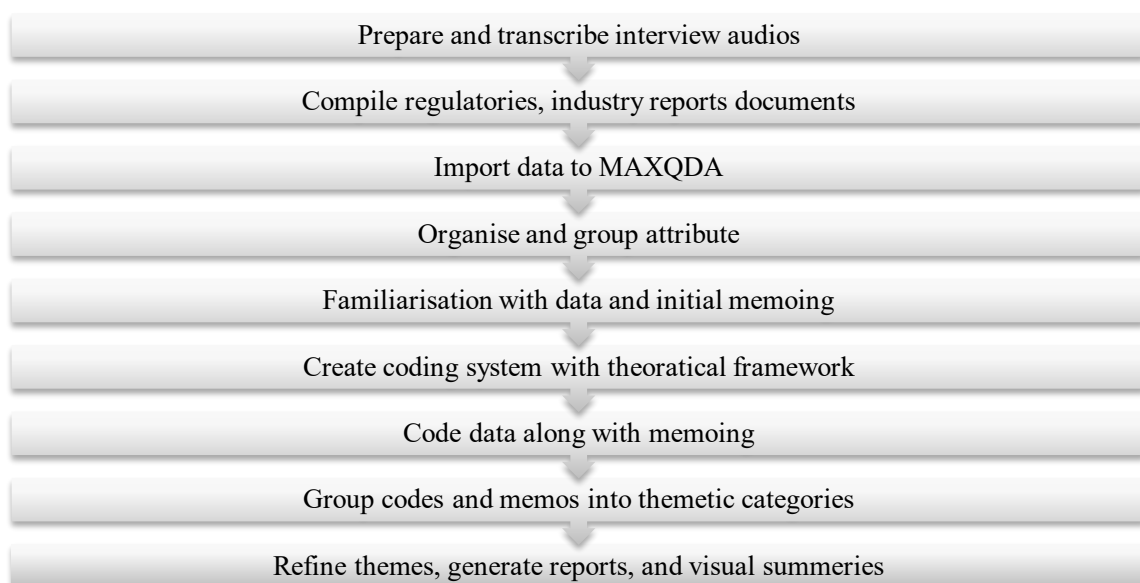 Prepare and transcribe interview audios
Compile regulatories, industry reports documents
Import data to MAXQDA
Organise and group attribute
Familiarisation with data and initial memoing
Create coding system with theoratical framework
Code data along with memoing
Group codes and memos into themetic categories
Refine themes, generate reports, and visual summeries